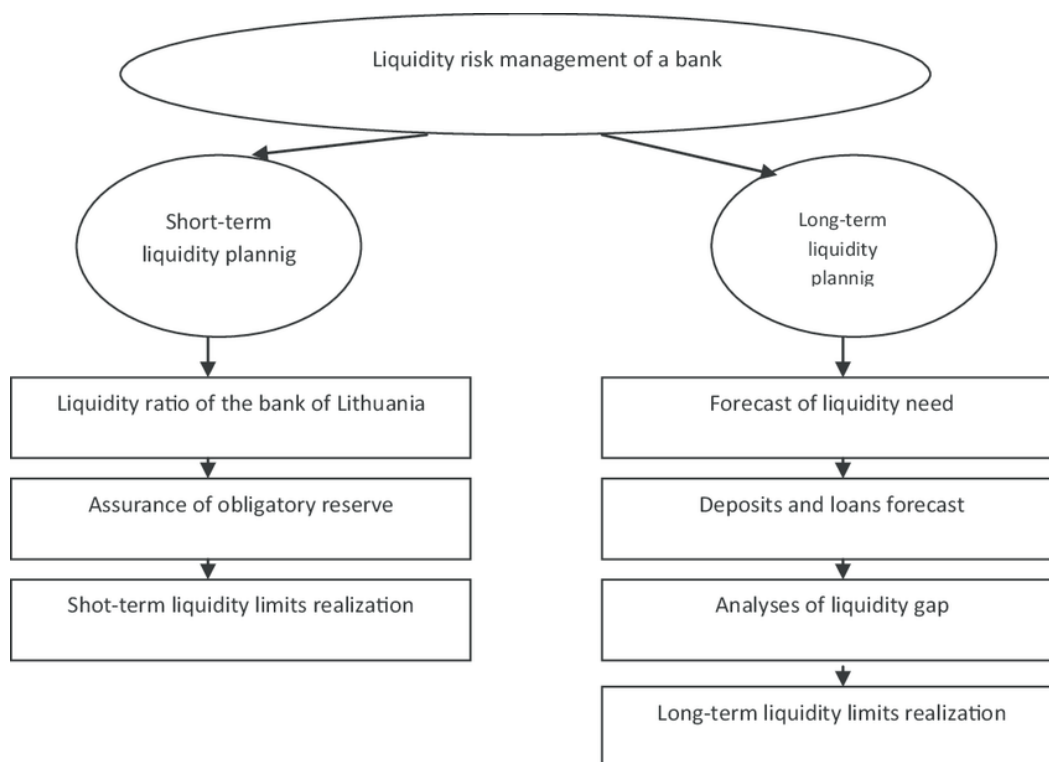 Liquidity risk management of a bank
Short-term
liquidity plannig
Long-term
liquidity
plannig
Liquidity ratio of the bank of Lithuania
Forecast of liquidity need
Assurance of obligatory reserve
Deposits and loans forecast
Shot-term liquidity limits realization
Analyses of liquidity gap
Long-term liquidity limits realization